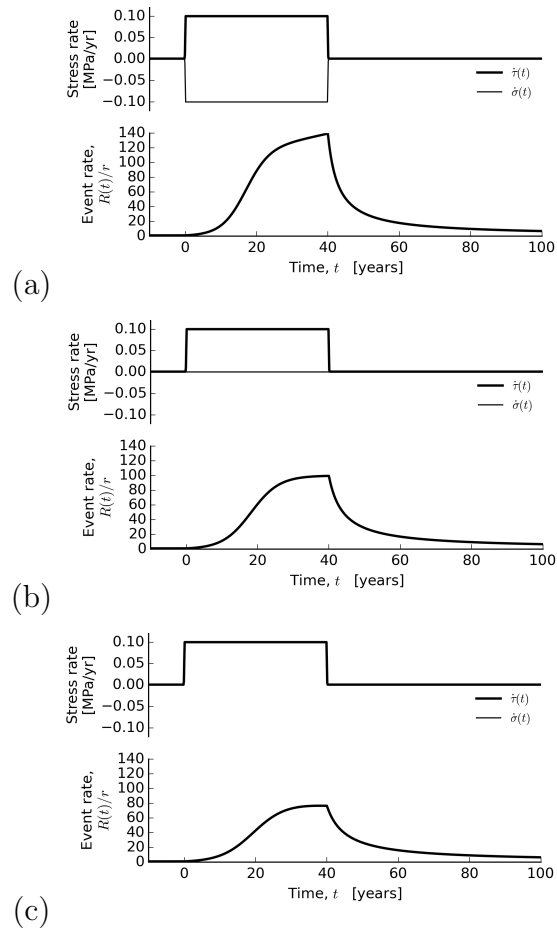 Stress rate
[MPa/yr]
0.10
0.05
0.00
−0.05
−0.10
τ̇(t)
σ̇(t)
Event rate,
R(t)/r
140
120
100
80
60
40
20
0
0 20 40 60 80 100
Time, t [years]
(a)
Stress rate
[MPa/yr]
0.10
0.05
0.00
−0.05
−0.10
τ̇(t)
σ̇(t)
Event rate,
R(t)/r
140
120
100
80
60
40
20
0
0 20 40 60 80 100
Time, t [years]
(b)
Stress rate
[MPa/yr]
0.10
0.05
0.00
−0.05
−0.10
τ̇(t)
σ̇(t)
Event rate,
R(t)/r
140
120
100
80
60
40
20
0
0 20 40 60 80 100
Time, t [years]
(c)